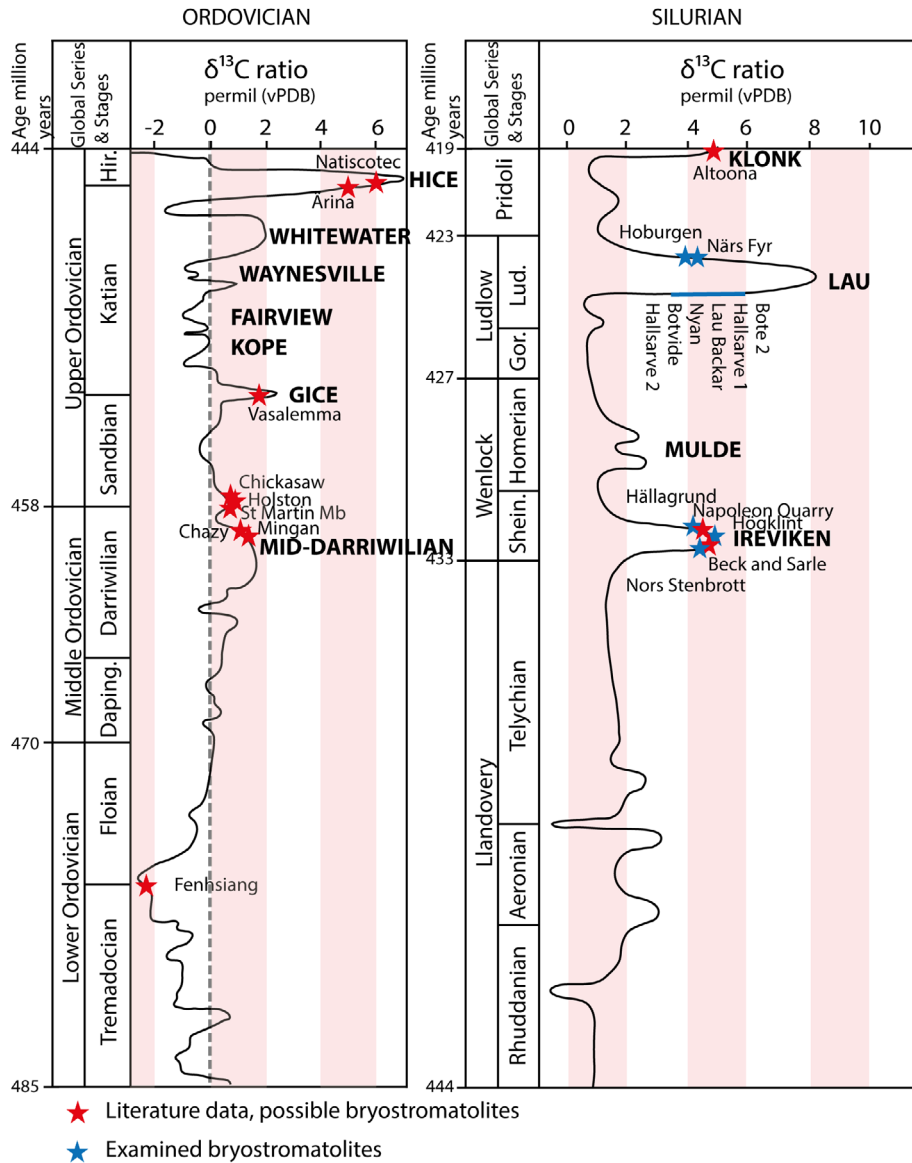 ORDOVICIAN
Age million
years
Global Series
& Stages
δ13C ratio
permil (vPDB)
-2 0 2 4 6
444
458
470
485
Upper Ordovician
Middle Ordovician
Lower Ordovician
Hir.
Katian
Sandbian
Darriwilian
Daping.
Floian
Tremadocian
Natiscotec
HICE
Ärina
WHITEWATER
WAYNESVILLE
FAIRVIEW
KOPE
GICE
Vasalemma
Chickasaw
Holston
St Martin Mb
Chazy
Mingan
MID-DARRIWILIAN
Fenhsiang
SILURIAN
Age million
years
Global Series
& Stages
δ13C ratio
permil (vPDB)
0 2 4 6 8 10
419
423
427
433
444
Pridoli
Ludlow
Wenlock
Llandovery
Lud.
Gor.
Homerian
Shein.
Telychian
Aeronian
Rhuddanian
KLONK
Altoona
Hoburgen
Närs Fyr
LAU
Hallsarve 2
Botvide
Nyan
Lau Backar
Hallsarve 1
Bote 2
MULDE
Hällagrund
Napoleon Quarry
Högklint
IREVIKEN
Beck and Sarle
Nors Stenbrott
Literature data, possible bryostromatolites
Examined bryostromatolites